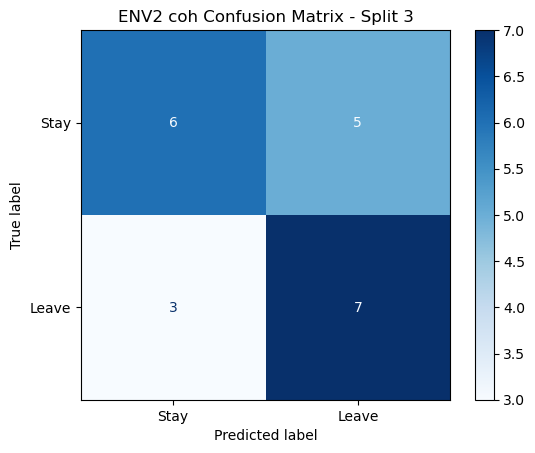 ENV2 coh Confusion Matrix - Split 3
True label
Stay
Leave
6
5
3
7
Stay
Leave
Predicted label
7.0
6.5
6.0
5.5
5.0
4.5
4.0
3.5
3.0